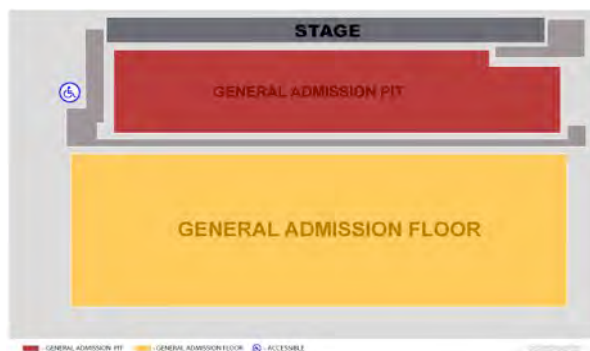 STAGE
GENERAL ADMISSION PIT
GENERAL ADMISSION FLOOR
- GENERAL ADMISSION PIT - GENERAL ADMISSION FLOOR - ACCESSIBLE